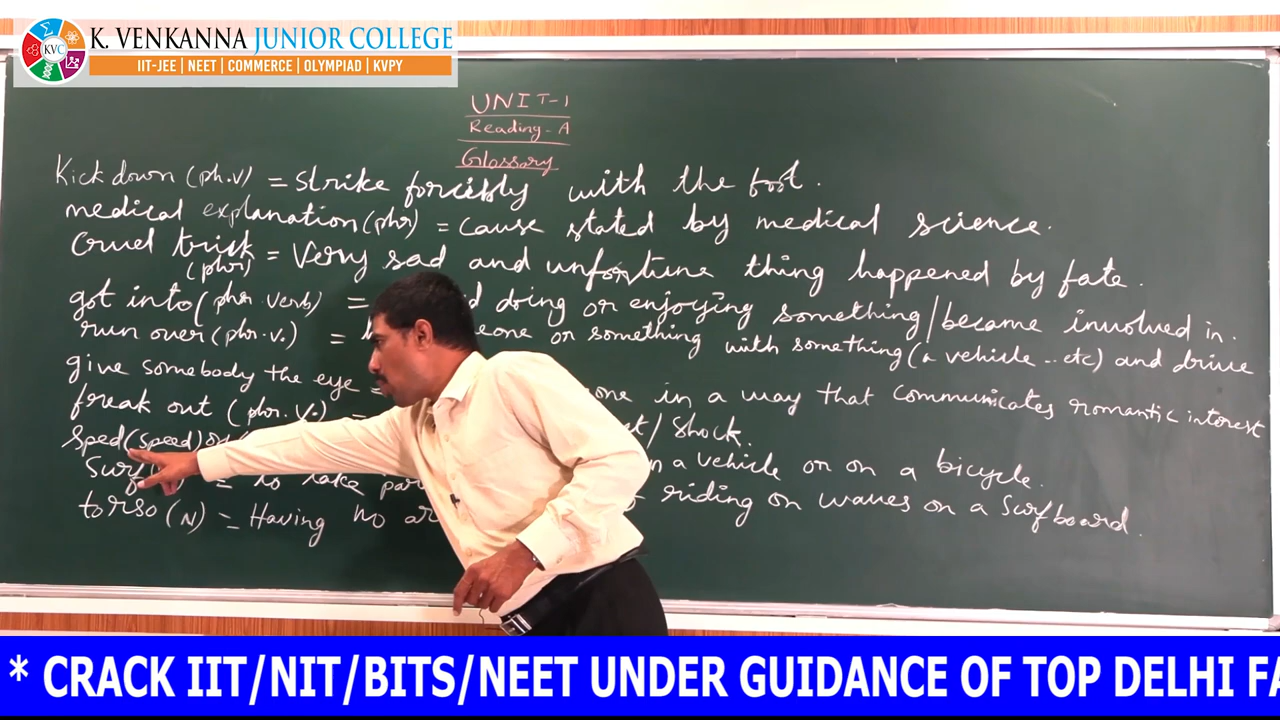 K. VENKANNA JUNIOR COLLEGE
KVC
IIT-JEE | NEET | COMMERCE | OLYMPIAD | KVPY
UNIT-1
Reading-A
Glossary
Kick down (ph.v) = strike forcibly with the foot.
medical explanation (phr) = cause stated by medical science.
cruel trick = Very sad and unfortune thing happened by fate.
(phr)
got into (phr verb) = doing or enjoying something/became involved in.
run over (phr.v.) = or something with something (a vehicle .. etc) and drive
give somebody the eye = in a way that communicates romantic interest
freak out (phr.v.) = / shock.
Sped (speed) in a vehicle or on a bicycle.
Surf = to take riding on waves on a surfboard.
torso (N) = Having no
* CRACK IIT/NIT/BITS/NEET UNDER GUIDANCE OF TOP DELHI FA